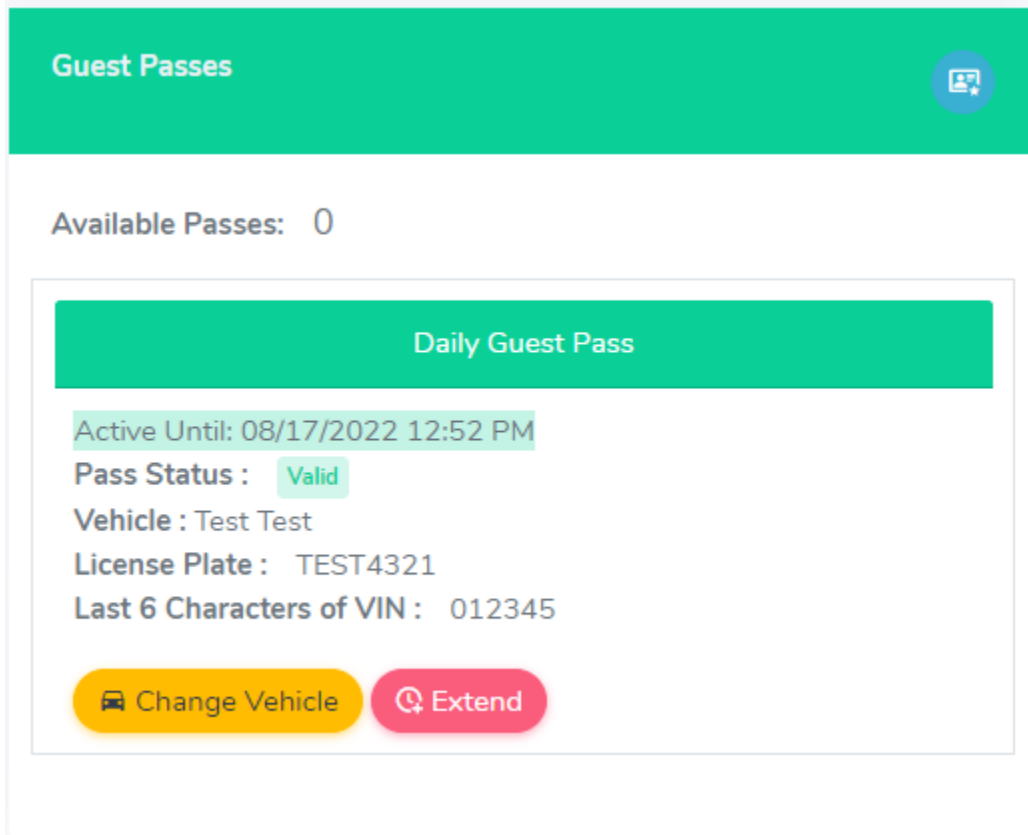 Guest Passes
Available Passes: 0
Daily Guest Pass
Active Until: 08/17/2022 12:52 PM
Pass Status : Valid
Vehicle : Test Test
License Plate : TEST4321
Last 6 Characters of VIN : 012345
Change Vehicle Extend